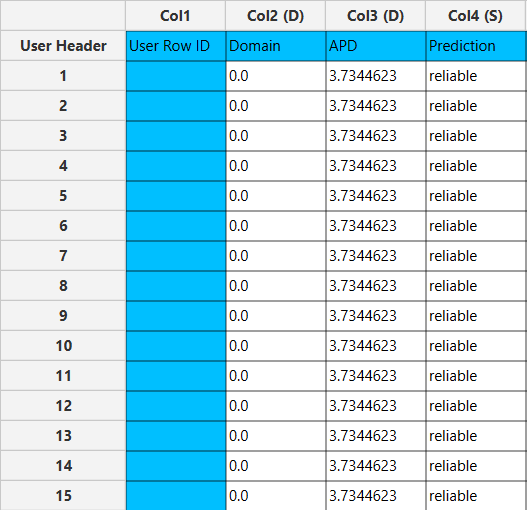 Col1 Col2 (D) Col3 (D) Col4 (S)
User Header User Row ID Domain APD Prediction
1 0.0 3.7344623 reliable
2 0.0 3.7344623 reliable
3 0.0 3.7344623 reliable
4 0.0 3.7344623 reliable
5 0.0 3.7344623 reliable
6 0.0 3.7344623 reliable
7 0.0 3.7344623 reliable
8 0.0 3.7344623 reliable
9 0.0 3.7344623 reliable
10 0.0 3.7344623 reliable
11 0.0 3.7344623 reliable
12 0.0 3.7344623 reliable
13 0.0 3.7344623 reliable
14 0.0 3.7344623 reliable
15 0.0 3.7344623 reliable